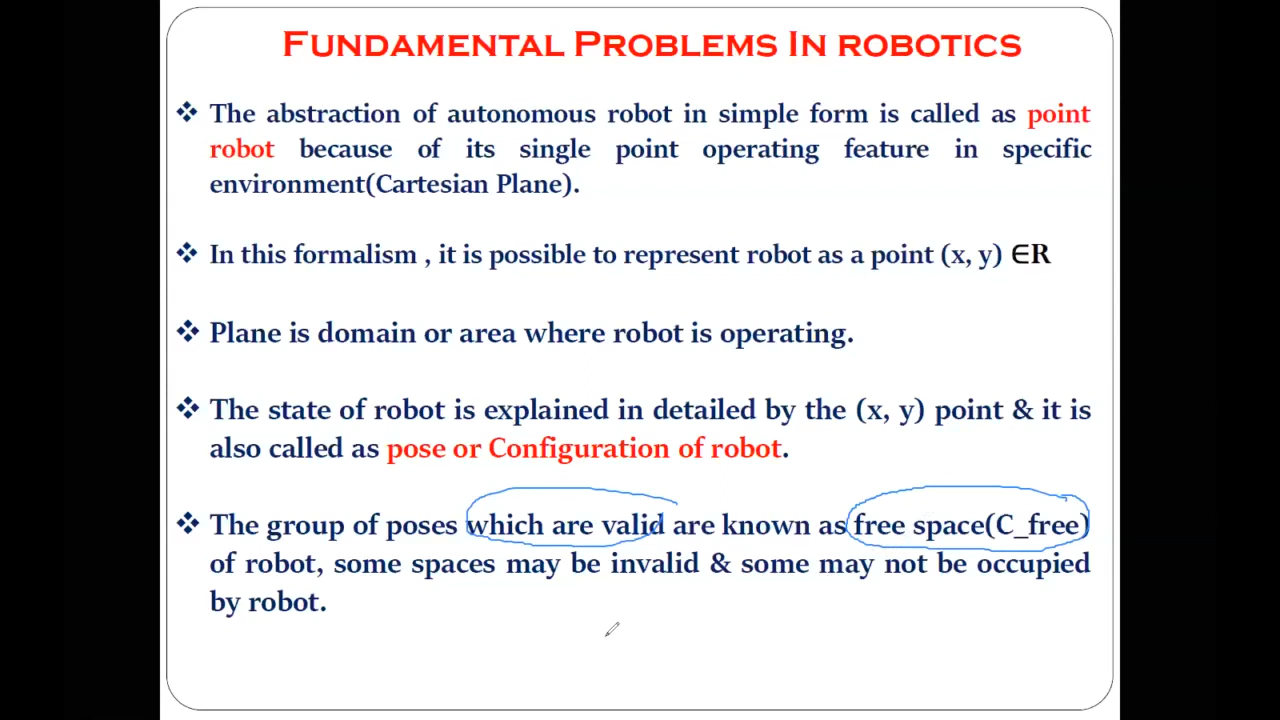 FUNDAMENTAL PROBLEMS IN ROBOTICS
❖ The abstraction of autonomous robot in simple form is called as point
robot because of its single point operating feature in specific
environment(Cartesian Plane).
❖ In this formalism , it is possible to represent robot as a point (x, y) ∈R
❖ Plane is domain or area where robot is operating.
❖ The state of robot is explained in detailed by the (x, y) point & it is
also called as pose or Configuration of robot.
❖ The group of poses which are valid are known as free space(C_free)
of robot, some spaces may be invalid & some may not be occupied
by robot.